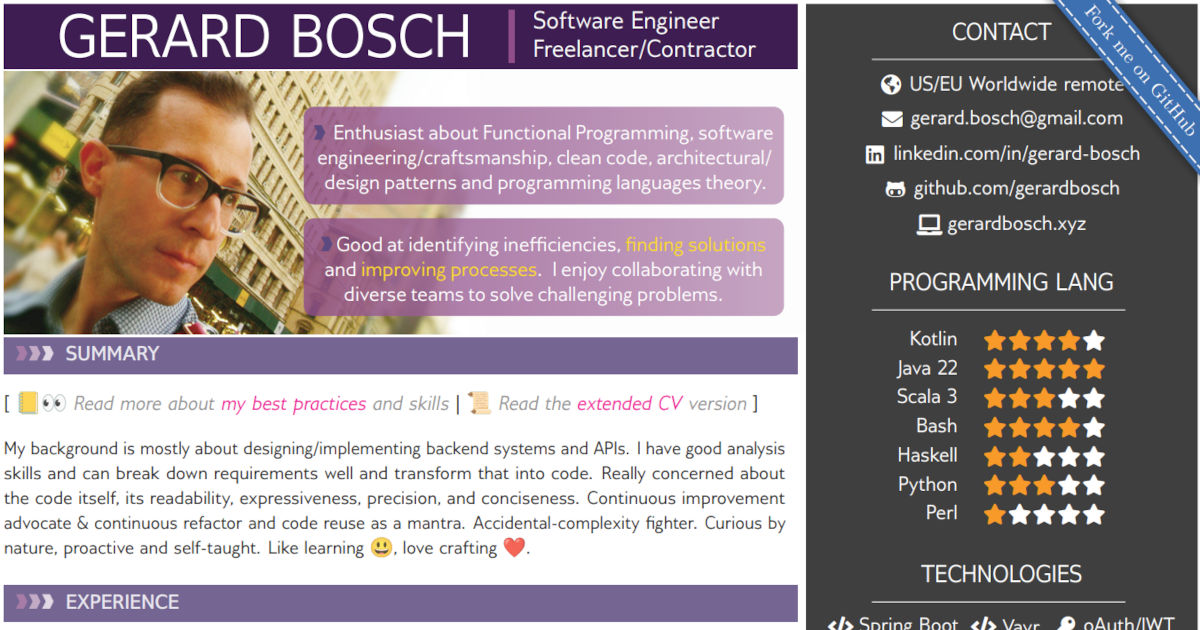 GERARD BOSCH
Software Engineer
Freelancer/Contractor
Enthusiast about Functional Programming, software
engineering/craftsmanship, clean code, architectural/
design patterns and programming languages theory.
Good at identifying inefficiencies, finding solutions
and improving processes. I enjoy collaborating with
diverse teams to solve challenging problems.
SUMMARY
[ 📒👀 Read more about my best practices and skills | 📜 Read the extended CV version ]
My background is mostly about designing/implementing backend systems and APIs. I have good analysis
skills and can break down requirements well and transform that into code. Really concerned about
the code itself, its readability, expressiveness, precision, and conciseness. Continuous improvement
advocate & continuous refactor and code reuse as a mantra. Accidental-complexity fighter. Curious by
nature, proactive and self-taught. Like learning 😃, love crafting ❤️.
EXPERIENCE
CONTACT
US/EU Worldwide remote
gerard.bosch@gmail.com
linkedin.com/in/gerard-bosch
github.com/gerardbosch
gerardbosch.xyz
Fork me on GitHub
PROGRAMMING LANG
Kotlin
Java 22
Scala 3
Bash
Haskell
Python
Perl
TECHNOLOGIES
Spring Boot Vavr oAuth/JWT